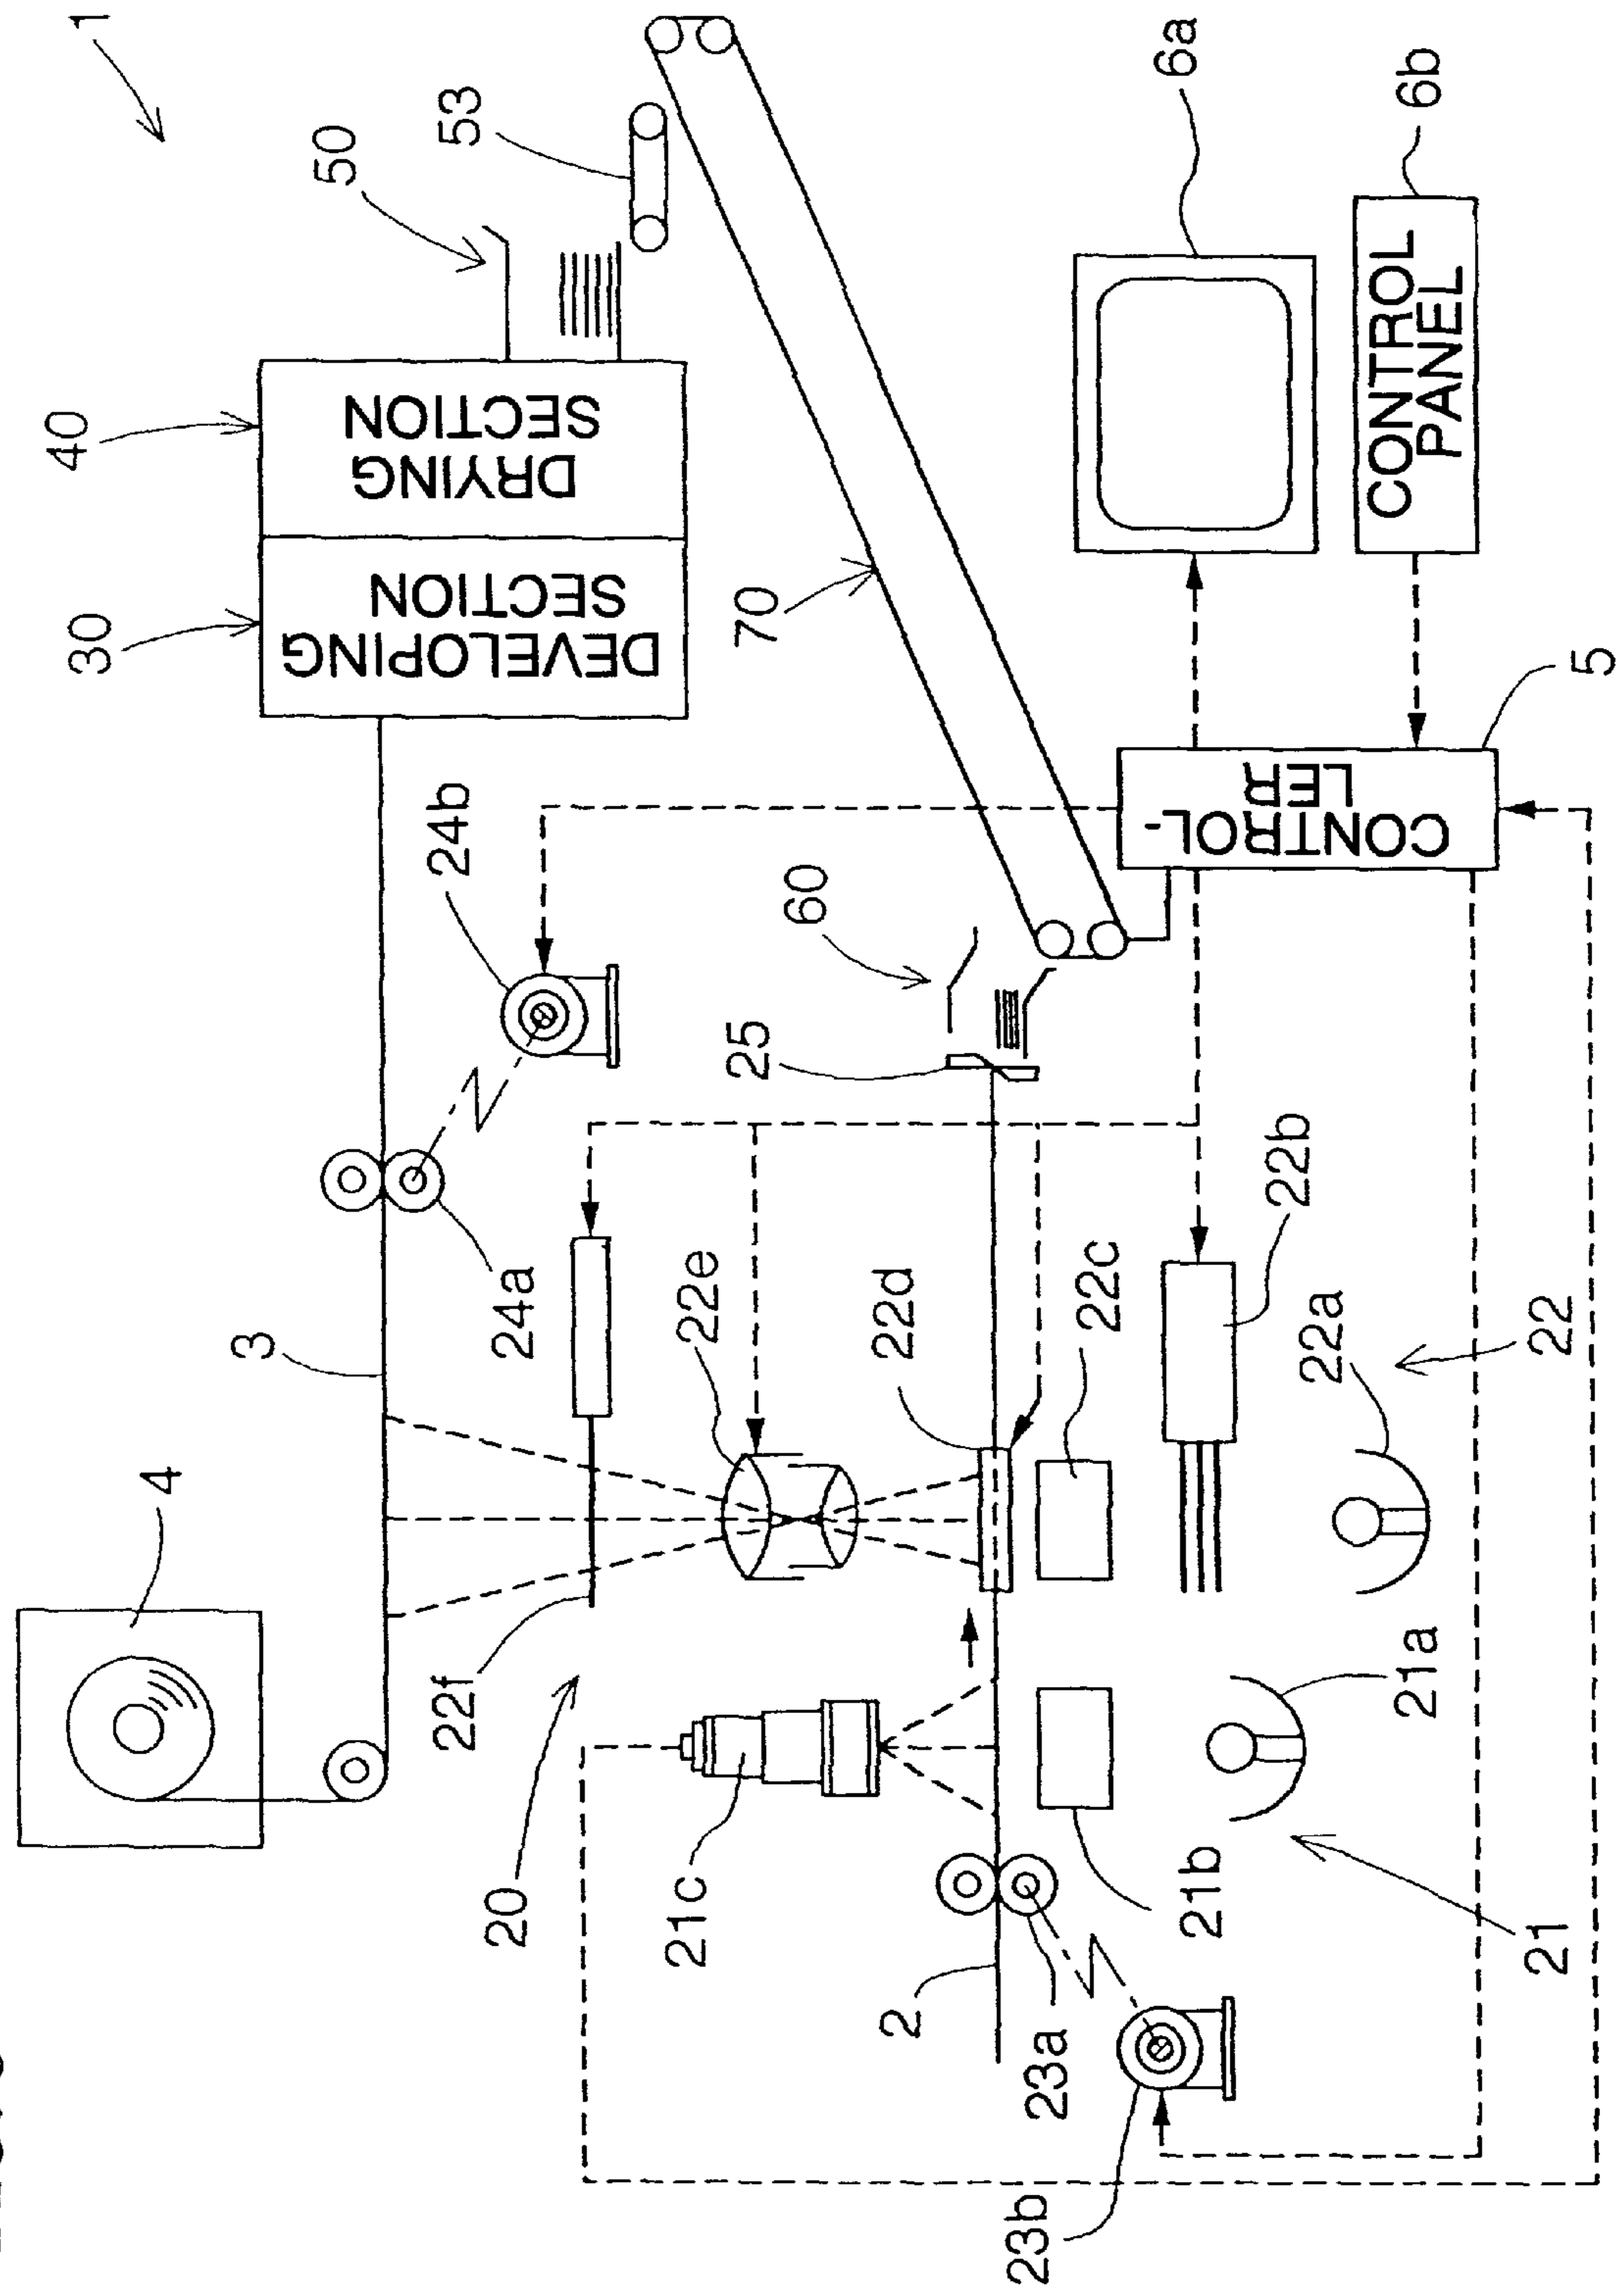 1
50
53
40
DRYING
SECTION
30
DEVELOPING
SECTION
70
6a
6b
CONTROL
PANEL
5
CONTROL-
LER
24b
60
25
24a
3
22e
22d
22c
22b
22a
22
4
22f
20
21c
21b
21a
21
2
23a
23b